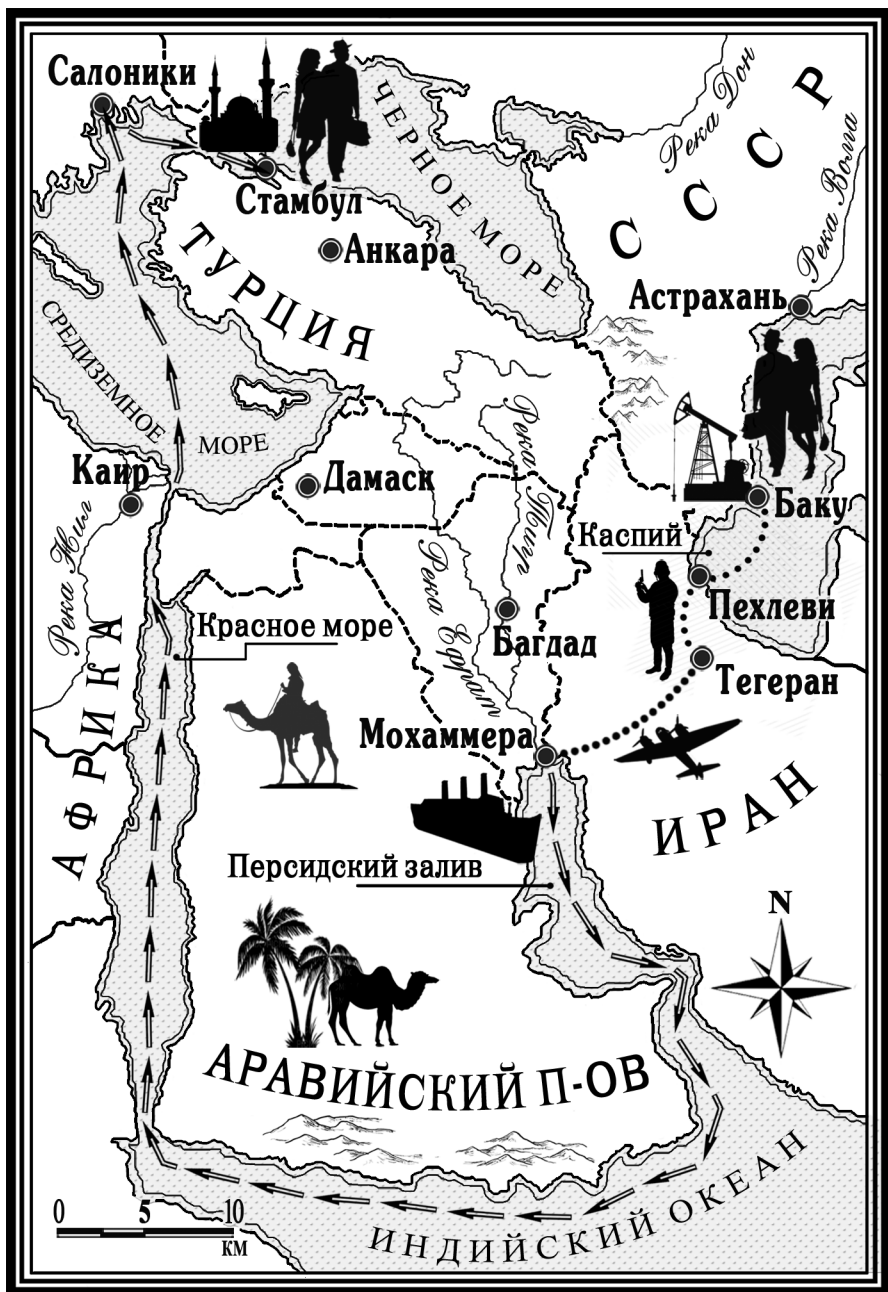 Салоники
ЧЕРНОЕ МОРЕ
Река Дон
СССР
Река Волга
Стамбул
Анкара
ТУРЦИЯ
Астрахань
СРЕДИЗЕМНОЕ
МОРЕ
Каир
Дамаск
Река Тигр
Баку
Каспий
Река Нил
Река Ефрат
Пехлеви
Багдад
Красное море
Тегеран
АФРИКА
Мохаммера
ИРАН
Персидский залив
N
АРАВИЙСКИЙ П-ОВ
ИНДИЙСКИЙ ОКЕАН
0 5 10
КМ